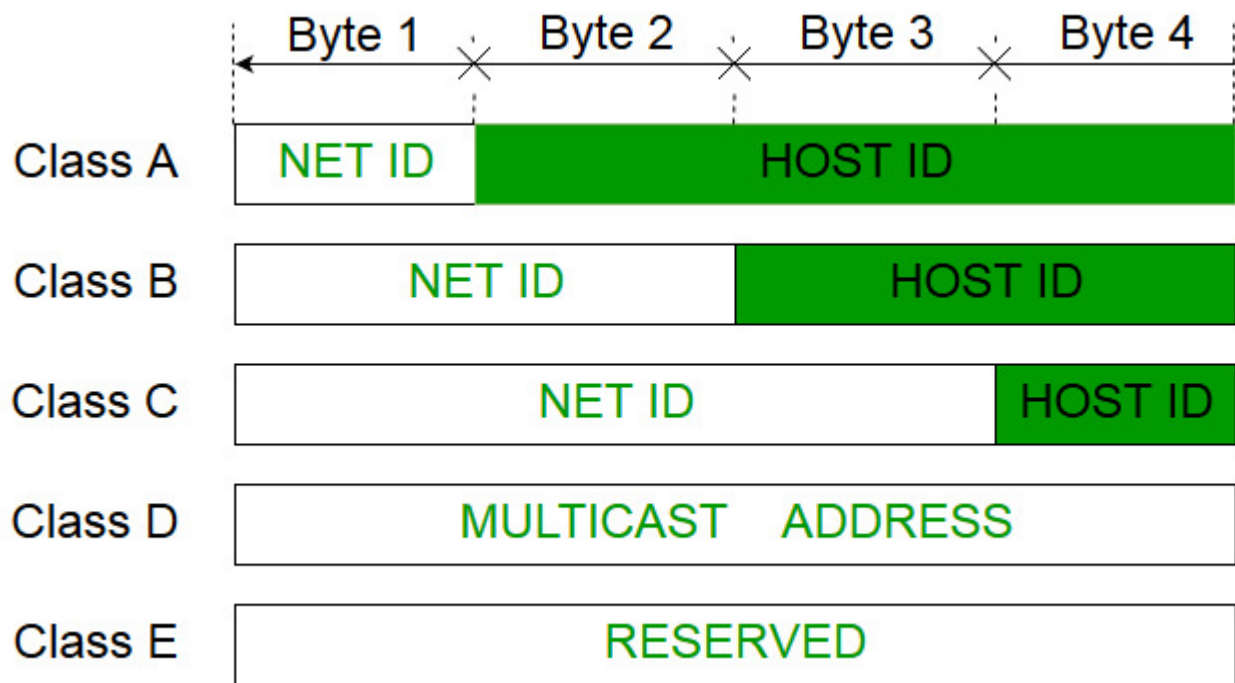 Byte 1 Byte 2 Byte 3 Byte 4
Class A NET ID HOST ID
Class B NET ID HOST ID
Class C NET ID HOST ID
Class D MULTICAST ADDRESS
Class E RESERVED